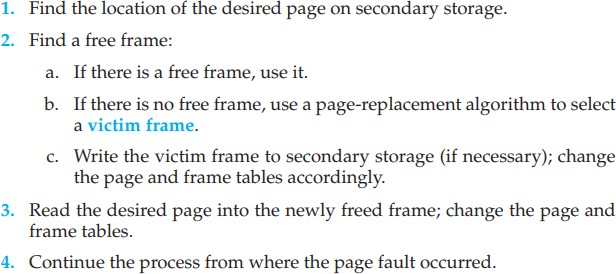 1. Find the location of the desired page on secondary storage.
2. Find a free frame:
a. If there is a free frame, use it.
b. If there is no free frame, use a page-replacement algorithm to select
a victim frame.
c. Write the victim frame to secondary storage (if necessary); change
the page and frame tables accordingly.
3. Read the desired page into the newly freed frame; change the page and
frame tables.
4. Continue the process from where the page fault occurred.